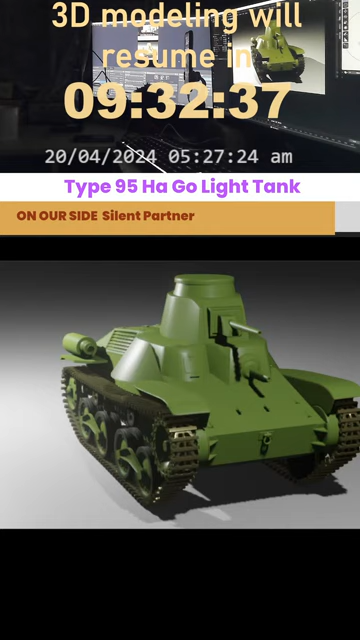 3D modeling will
resume in
09:32:37
20/04/2024 05:27:24 am
Type 95 Ha Go Light Tank
ON OUR SIDE Silent Partner